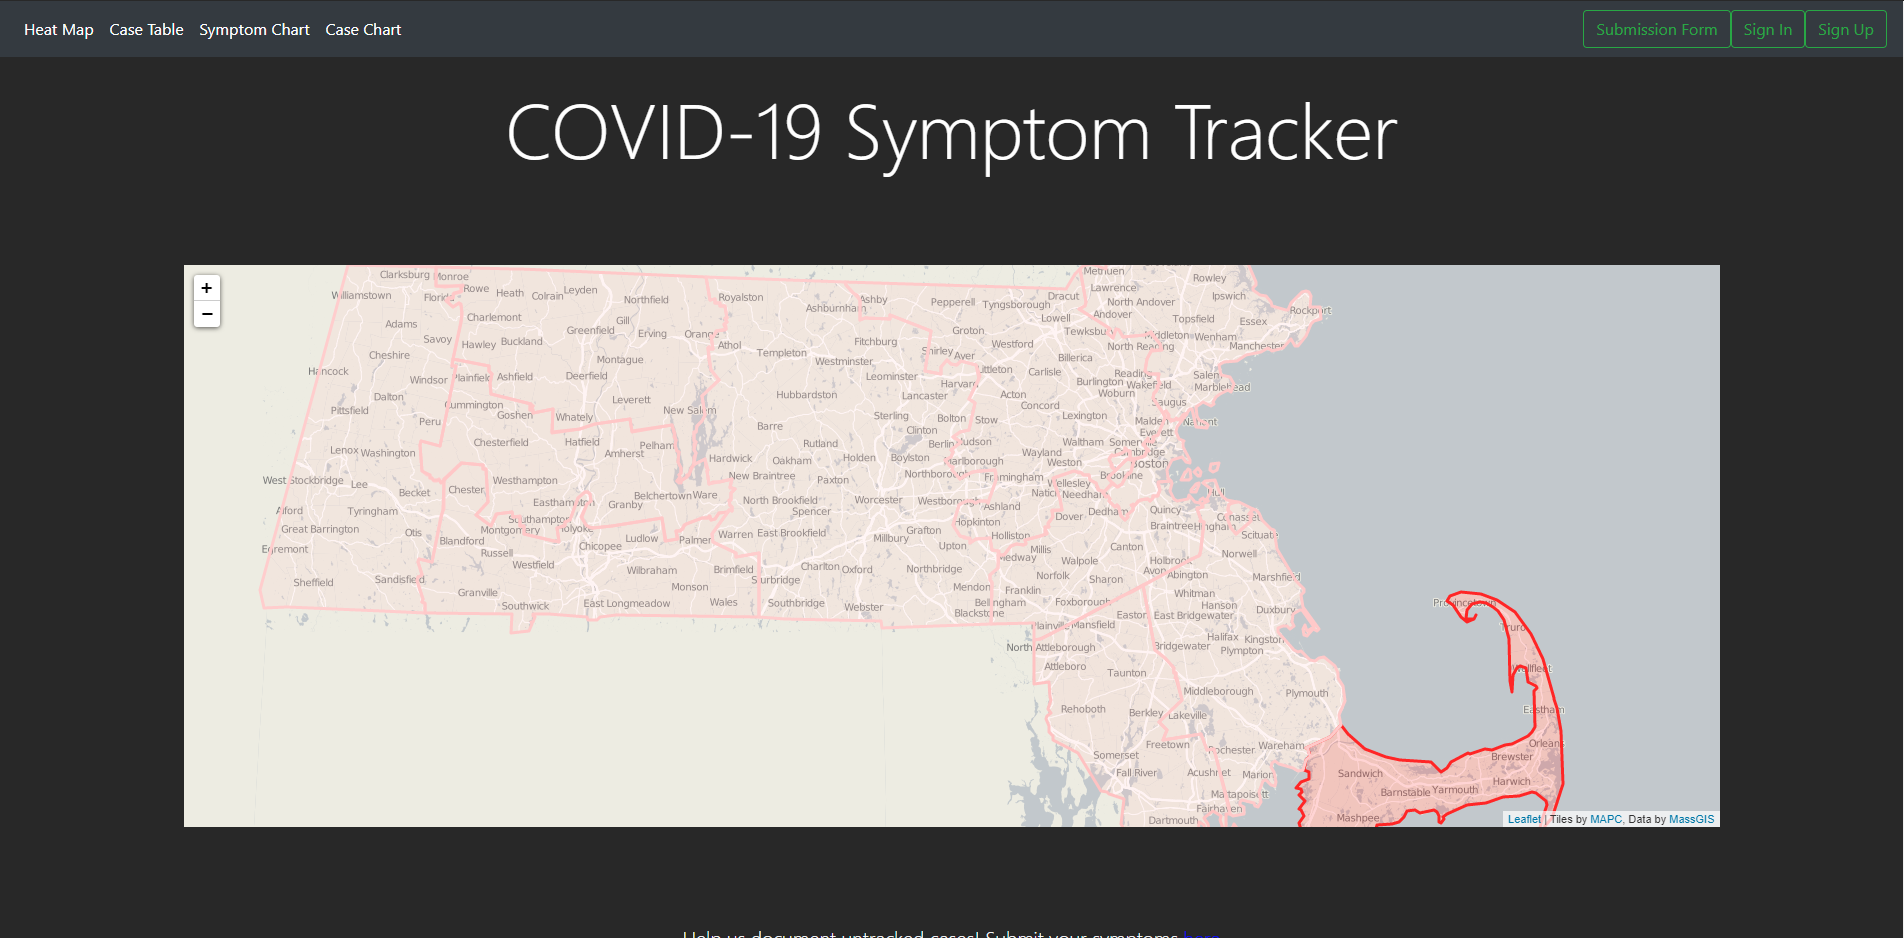 Heat Map Case Table Symptom Chart Case Chart Submission Form Sign In Sign Up
COVID-19 Symptom Tracker
+
−
Clarksburg Monroe
Williamstown Florida Rowe Heath Colrain Leyden Northfield Royalston Ashburnham Ashby Pepperell Tyngsborough Dracut Methuen Lawrence North Andover Andover Rowley Ipswich Rockport
Adams Savoy Charlemont Hawley Buckland Greenfield Gill Erving Orange Athol Templeton Westminster Fitchburg Shirley Ayer Groton Westford Lowell Tewksbury Billerica Middleton North Reading Topsfield Wenham Essex Manchester
Cheshire Hancock Windsor Plainfield Ashfield Deerfield Montague Leominster Harvard Littleton Carlisle Burlington Reading Wakefield Woburn Salem Marblehead
Pittsfield Dalton Peru Cummington Goshen Whately Leverett New Salem Hubbardston Barre Sterling Lancaster Clinton Bolton Stow Acton Concord Lexington Saugus Malden Everett Nahant
Lenox Washington Chesterfield Hatfield Amherst Pelham Hardwick Oakham Rutland Holden Boylston Berlin Hudson Marlborough Northborough Wayland Weston Waltham Somerville Cambridge Boston Brookline
West Stockbridge Lee Becket Chester Westhampton Easthampton Granby Belchertown Ware New Braintree North Brookfield Spencer Paxton Worcester Westborough Framingham Ashland Natick Wellesley Needham Hull
Alford Great Barrington Tyringham Otis Blandford Montgomery Southampton Holyoke Chicopee Ludlow Palmer Warren East Brookfield Millbury Grafton Hopkinton Holliston Dover Dedham Quincy Braintree Hingham Cohasset Scituate
Egremont Russell Westfield Wilbraham Monson Brimfield Sturbridge Charlton Oxford Northbridge Upton Medway Millis Norfolk Walpole Canton Sharon Holbrook Avon Abington Norwell Marshfield
Sheffield Sandisfield Granville Southwick East Longmeadow Wales Southbridge Webster Mendon Bellingham Blackstone Franklin Foxborough Easton East Bridgewater Whitman Hanson Duxbury Provincetown
Plainville Mansfield North Attleborough Attleboro Bridgewater Halifax Plympton Kingston Truro
Taunton Middleborough Plymouth Wellfleet
Rehoboth Berkley Lakeville Eastham
Somerset Freetown Rochester Wareham Orleans
Fall River Acushnet Marion Sandwich Brewster
Mattapoisett Barnstable Yarmouth Harwich
Fairhaven Dartmouth Mashpee
Leaflet | Tiles by MAPC, Data by MassGIS
Help us document untracked cases! Submit your symptoms here